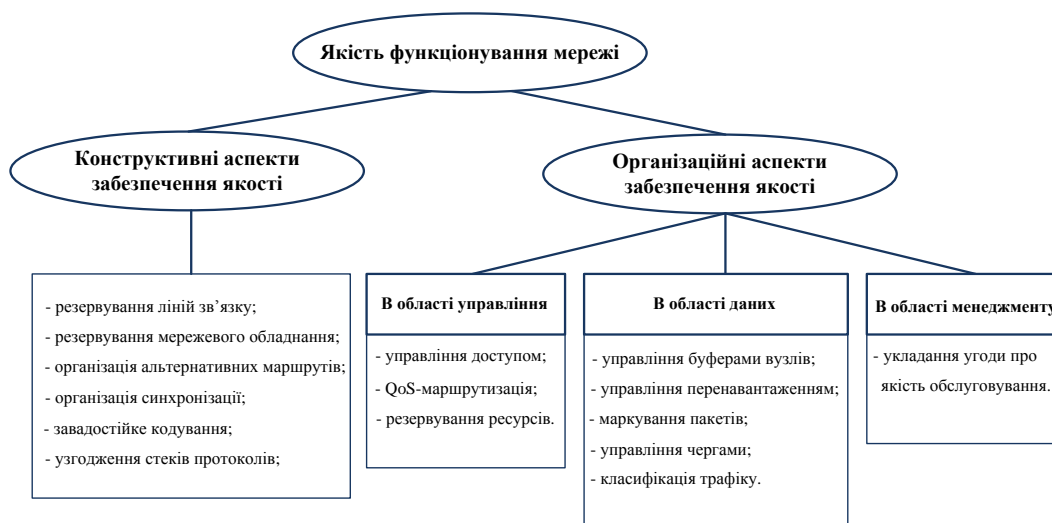 Якість функціонування мережі
Конструктивні аспекти
забезпечення якості
Організаційні аспекти
забезпечення якості
- резервування ліній зв’язку;
- резервування мережевого обладнання;
- організація альтернативних маршрутів;
- організація синхронізації;
- завадостійке кодування;
- узгодження стеків протоколів;
В області управління
- управління доступом;
- QoS-маршрутизація;
- резервування ресурсів.
В області даних
- управління буферами вузлів;
- управління перенавантаженням;
- маркування пакетів;
- управління чергами;
- класифікація трафіку.
В області менеджменту
- укладання угоди про
якість обслуговування.